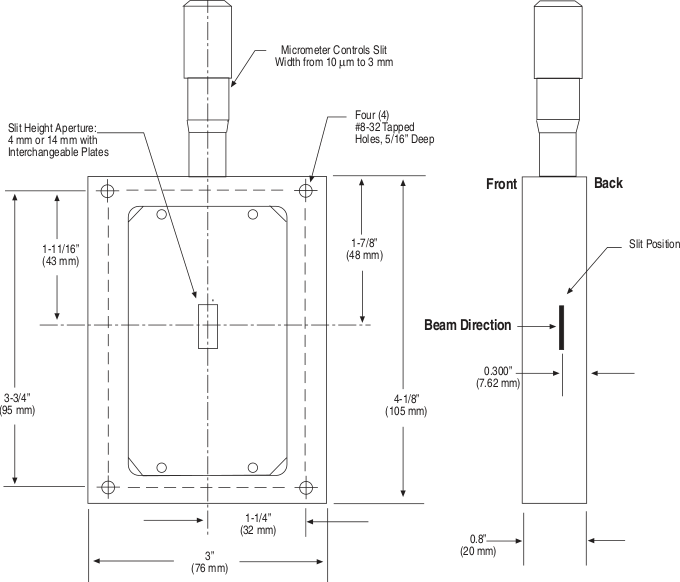 Micrometer Controls Slit
Width from 10 μm to 3 mm
Slit Height Aperture:
4 mm or 14 mm with
Interchangeable Plates
Four (4)
#8-32 Tapped
Holes, 5/16” Deep
Front
Back
1-11/16”
(43 mm)
1-7/8”
(48 mm)
Slit Position
Beam Direction
0.300”
(7.62 mm)
3-3/4”
(95 mm)
4-1/8”
(105 mm)
1-1/4”
(32 mm)
3”
(76 mm)
0.8”
(20 mm)